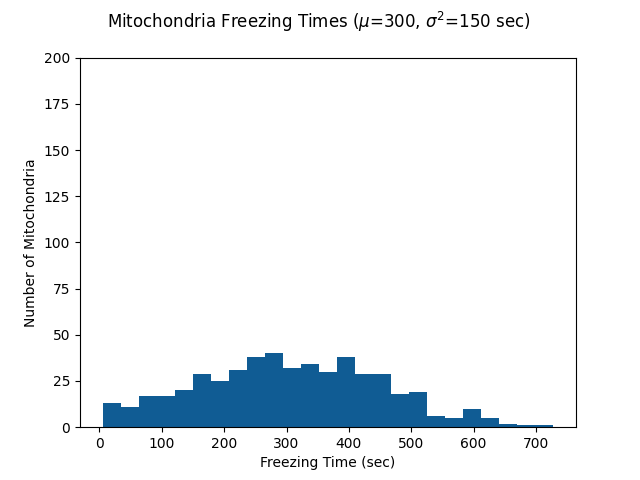 Mitochondria Freezing Times (μ=300, σ²=150 sec)
200
175
150
125
100
75
50
25
0
Number of Mitochondria
0 100 200 300 400 500 600 700
Freezing Time (sec)